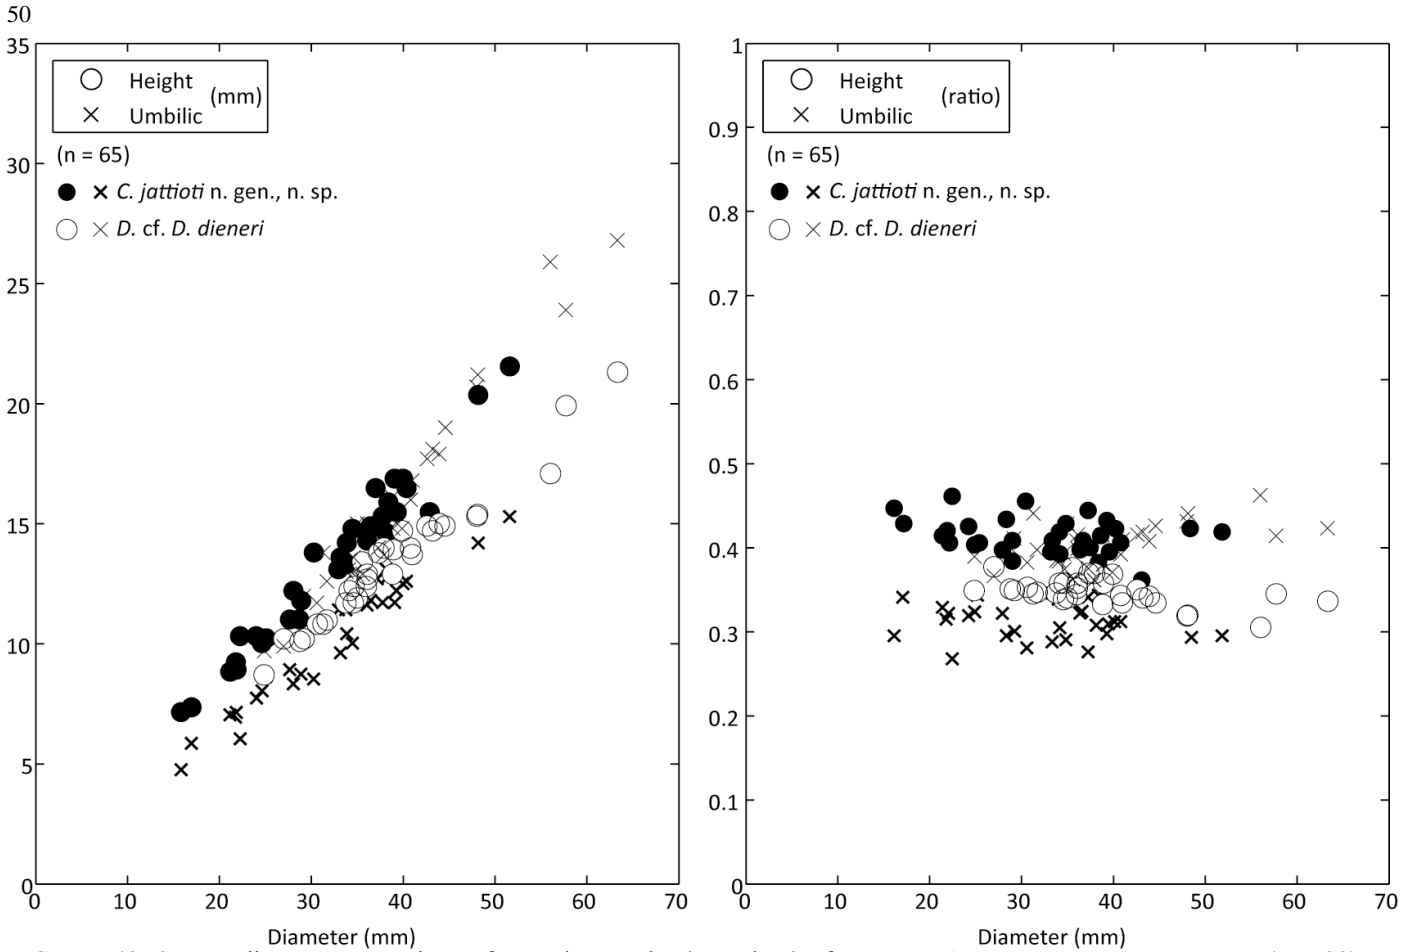 50
35
30
25
20
15
10
5
0
0 10 20 30 40 50 60 70
Height
Umbilic
(mm)
(n = 65)
C. jattioti n. gen., n. sp.
D. cf. D. dieneri
Diameter (mm)
1
0.9
0.8
0.7
0.6
0.5
0.4
0.3
0.2
0.1
0
0 10 20 30 40 50 60 70
Height
Umbilic
(ratio)
(n = 65)
C. jattioti n. gen., n. sp.
D. cf. D. dieneri
Diameter (mm)